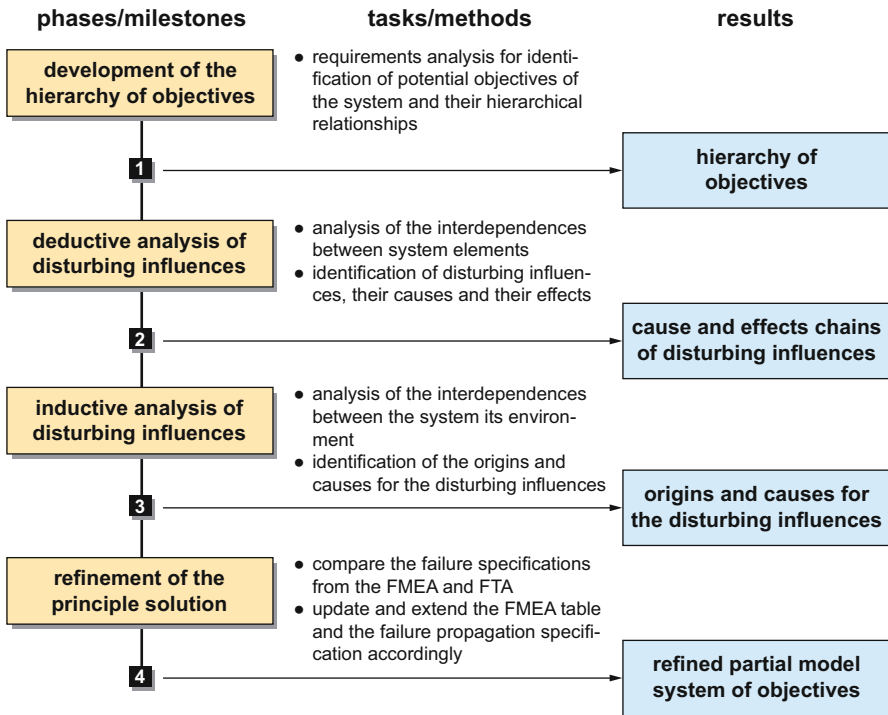 phases/milestones
tasks/methods
results
development of the
hierarchy of objectives
● requirements analysis for identi-
fication of potential objectives of
the system and their hierarchical
relationships
1
hierarchy of
objectives
deductive analysis of
disturbing influences
● analysis of the interdependences
between system elements
● identification of disturbing influen-
ces, their causes and their effects
2
cause and effects chains
of disturbing influences
inductive analysis of
disturbing influences
● analysis of the interdependences
between the system its environ-
ment
● identification of the origins and
causes for the disturbing influences
3
origins and causes for
the disturbing influences
refinement of the
principle solution
● compare the failure specifications
from the FMEA and FTA
● update and extend the FMEA table
and the failure propagation specifi-
cation accordingly
4
refined partial model
system of objectives